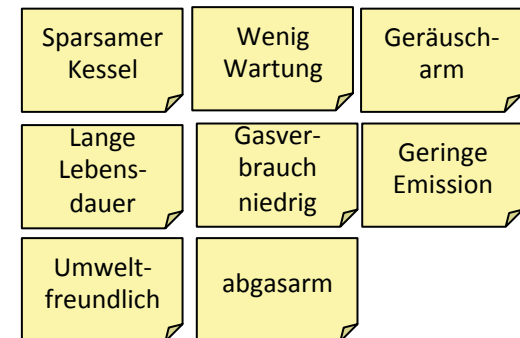 Sparsamer
Kessel
Wenig
Wartung
Geräusch-
arm
Lange
Lebens-
dauer
Gasver-
brauch
niedrig
Geringe
Emission
Umwelt-
freundlich
abgasarm